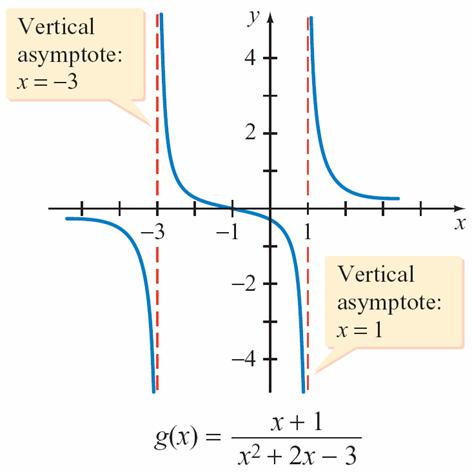 Vertical
asymptote:
x = −3
y
4
2
−3
−1
1
x
−2
−4
Vertical
asymptote:
x = 1
g(x) = (x + 1)/(x² + 2x − 3)